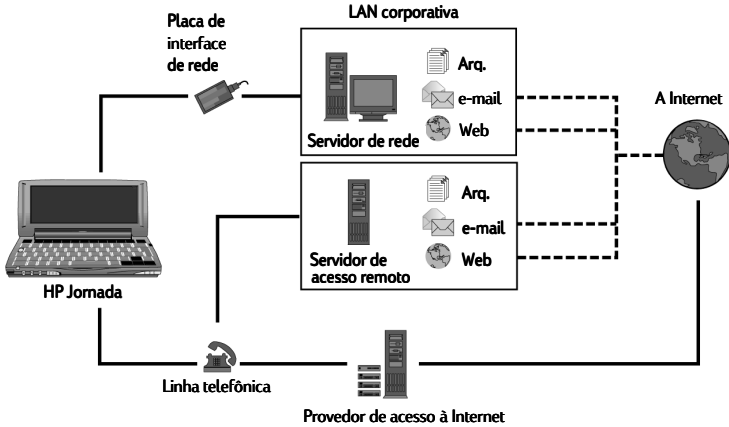 LAN corporativa
Placa de
interface
de rede
Arq.
e-mail
Web
Servidor de rede
A Internet
Arq.
e-mail
Web
Servidor de
acesso remoto
HP Jornada
Linha telefônica
Provedor de acesso à Internet